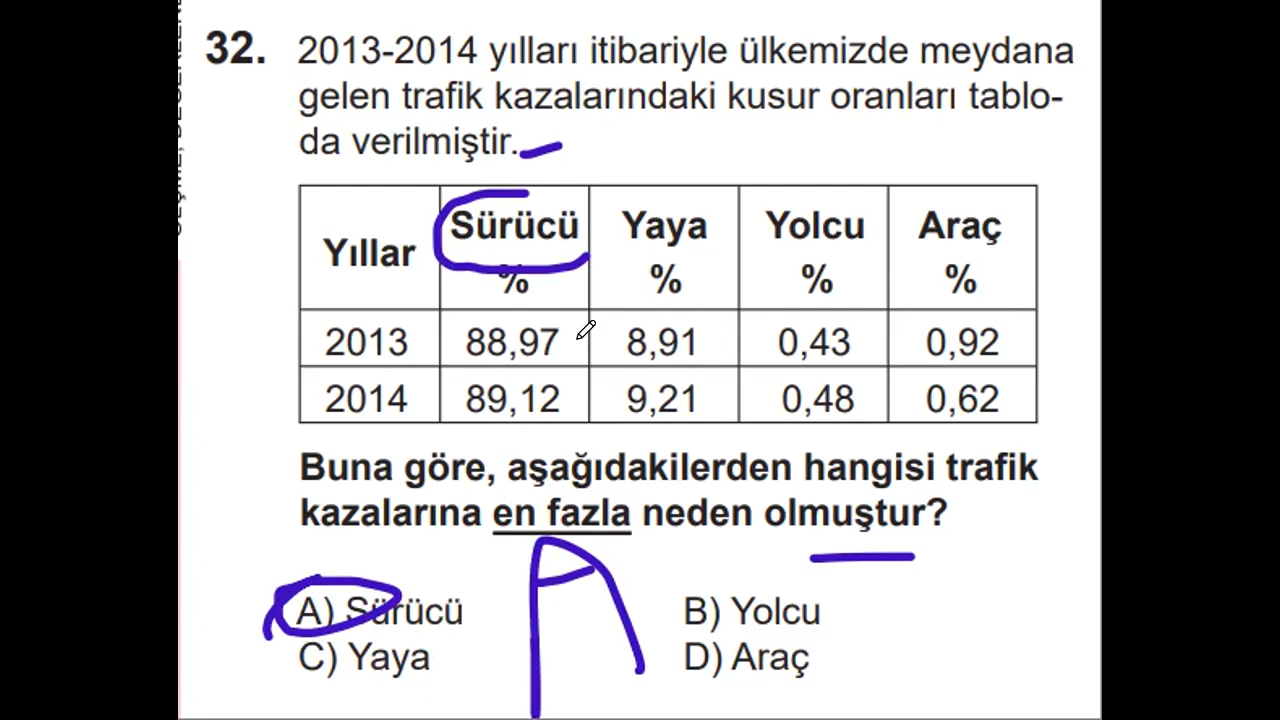 32. 2013-2014 yılları itibariyle ülkemizde meydana
gelen trafik kazalarındaki kusur oranları tablo-
da verilmiştir.
Yıllar Sürücü % Yaya % Yolcu % Araç %
2013 88,97 8,91 0,43 0,92
2014 89,12 9,21 0,48 0,62
Buna göre, aşağıdakilerden hangisi trafik
kazalarına en fazla neden olmuştur?
A) Sürücü B) Yolcu
C) Yaya D) Araç
A